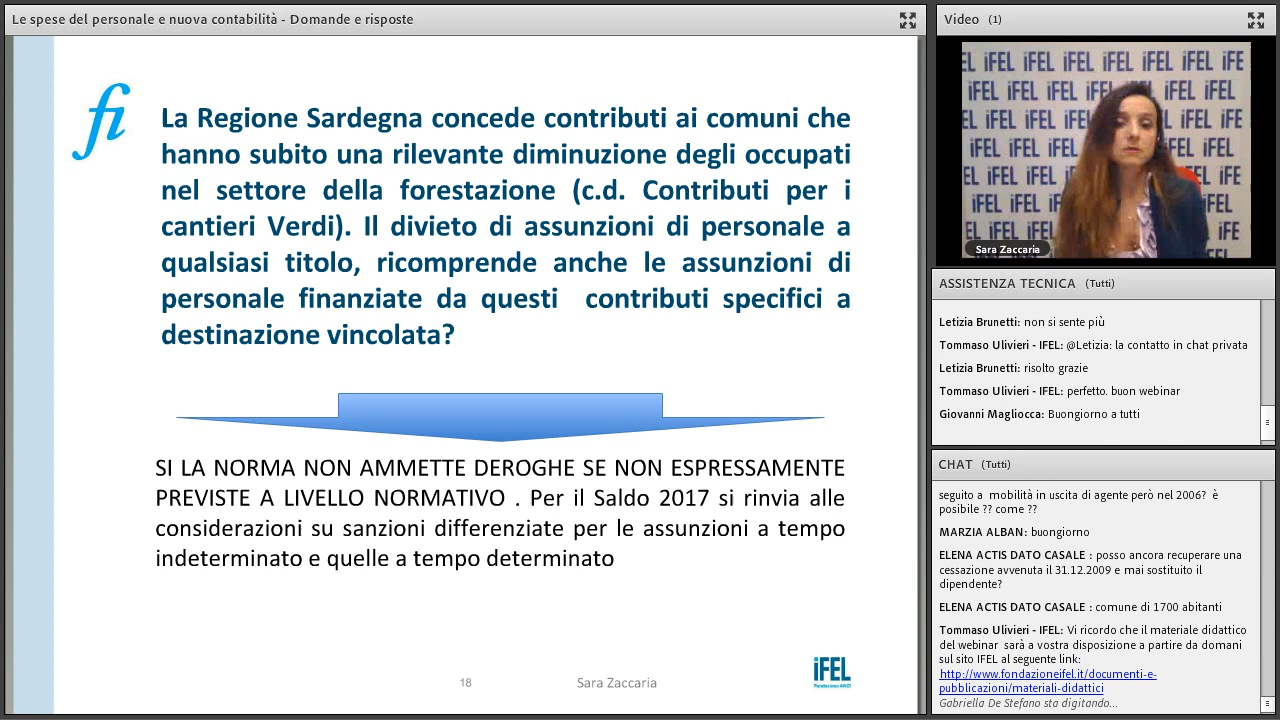 Le spese del personale e nuova contabilità - Domande e risposte
fi
La Regione Sardegna concede contributi ai comuni che
hanno subito una rilevante diminuzione degli occupati
nel settore della forestazione (c.d. Contributi per i
cantieri Verdi). Il divieto di assunzioni di personale a
qualsiasi titolo, ricomprende anche le assunzioni di
personale finanziate da questi contributi specifici a
destinazione vincolata?
SI LA NORMA NON AMMETTE DEROGHE SE NON ESPRESSAMENTE
PREVISTE A LIVELLO NORMATIVO . Per il Saldo 2017 si rinvia alle
considerazioni su sanzioni differenziate per le assunzioni a tempo
indeterminato e quelle a tempo determinato
18
Sara Zaccaria
iFEL
Fondazione ANCI
Video (1)
iFEL iFEL iFEL iFEL
Sara Zaccaria
ASSISTENZA TECNICA (Tutti)
Letizia Brunetti: non si sente più
Tommaso Ulivieri - IFEL: @Letizia: la contatto in chat privata
Letizia Brunetti: risolto grazie
Tommaso Ulivieri - IFEL: perfetto. buon webinar
Giovanni Magliocca: Buongiorno a tutti
CHAT (Tutti)
seguito a mobilità in uscita di agente però nel 2006? è
posibile ?? come ??
MARZIA ALBAN: buongiorno
ELENA ACTIS DATO CASALE : posso ancora recuperare una
cessazione avvenuta il 31.12.2009 e mai sostituito il
dipendente?
ELENA ACTIS DATO CASALE : comune di 1700 abitanti
Tommaso Ulivieri - IFEL: Vi ricordo che il materiale didattico
del webinar sarà a vostra disposizione a partire da domani
sul sito IFEL al seguente link:
http://www.fondazioneifel.it/documenti-e-
pubblicazioni/materiali-didattici
Gabriella De Stefano sta digitando...